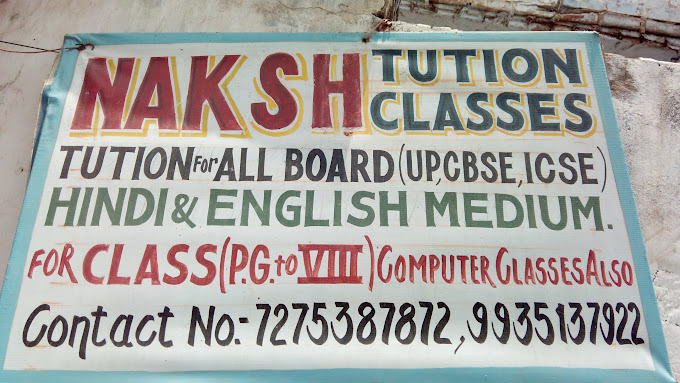 NAKSH TUTION CLASSES
TUTION For ALL BOARD (UP,CBSE,ICSE)
HINDI & ENGLISH MEDIUM.
FOR CLASS (P.G. to VIII) COMPUTER CLASSES ALSO
Contact No:- 7275387872, 9935137922